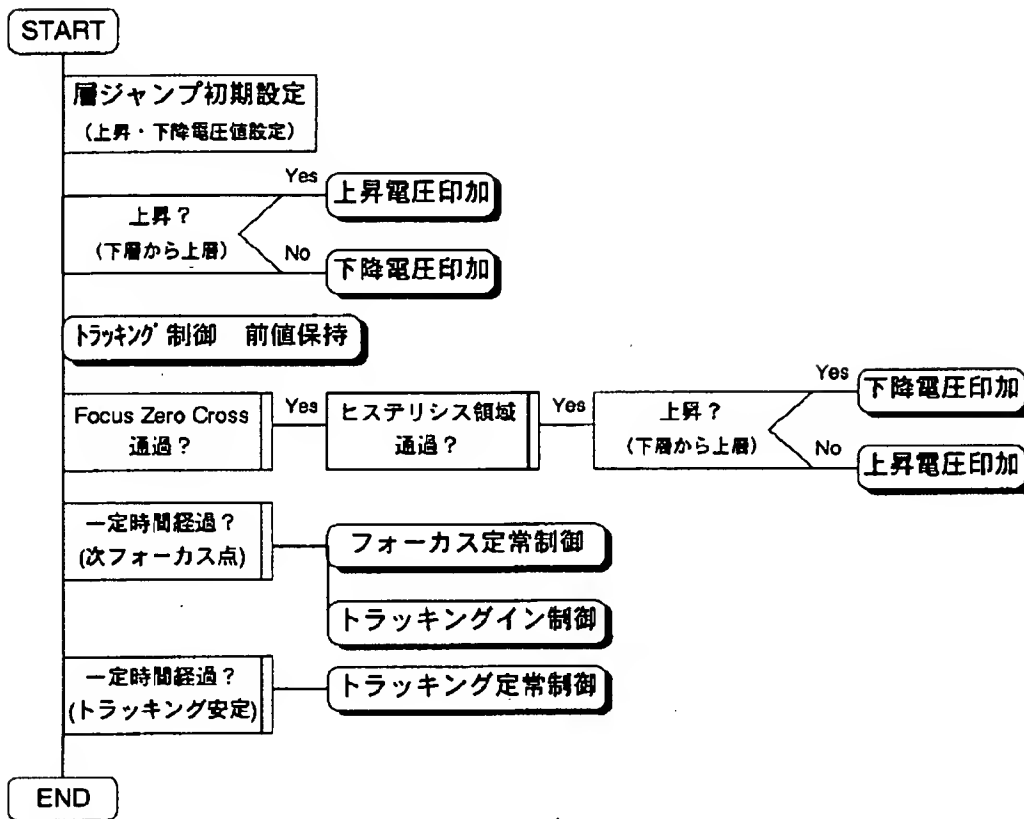 START
層ジャンプ初期設定
(上昇・下降電圧値設定)
Yes
上昇電圧印加
上昇?
(下層から上層)
No
下降電圧印加
トラッキング 制御 前値保持
Focus Zero Cross
通過?
Yes
ヒステリシス領域
通過?
Yes
上昇?
(下層から上層)
Yes
下降電圧印加
No
上昇電圧印加
一定時間経過?
(次フォーカス点)
フォーカス定常制御
トラッキングイン制御
一定時間経過?
(トラッキング安定)
トラッキング定常制御
END